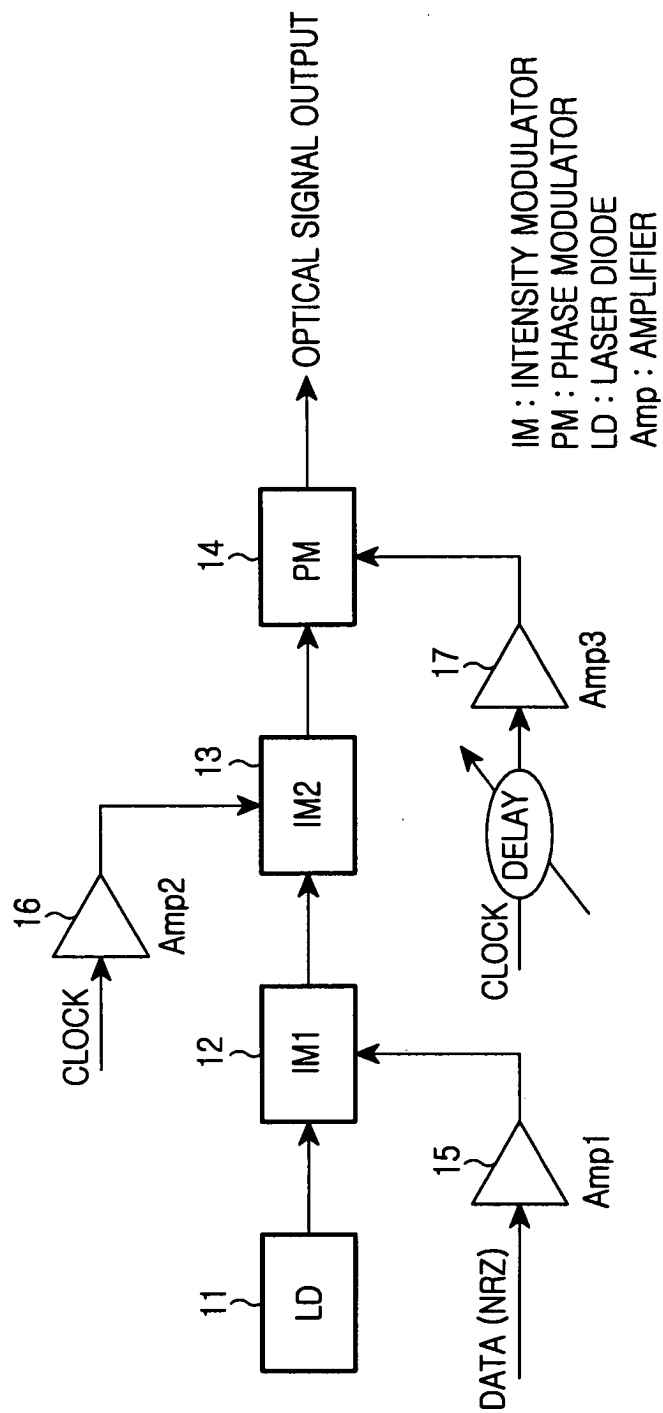 CLOCK
16
Amp2
11
LD
12
IM1
13
IM2
14
PM
OPTICAL SIGNAL OUTPUT
DATA (NRZ)
15
Amp1
CLOCK
DELAY
17
Amp3
IM : INTENSITY MODULATOR
PM : PHASE MODULATOR
LD : LASER DIODE
Amp : AMPLIFIER